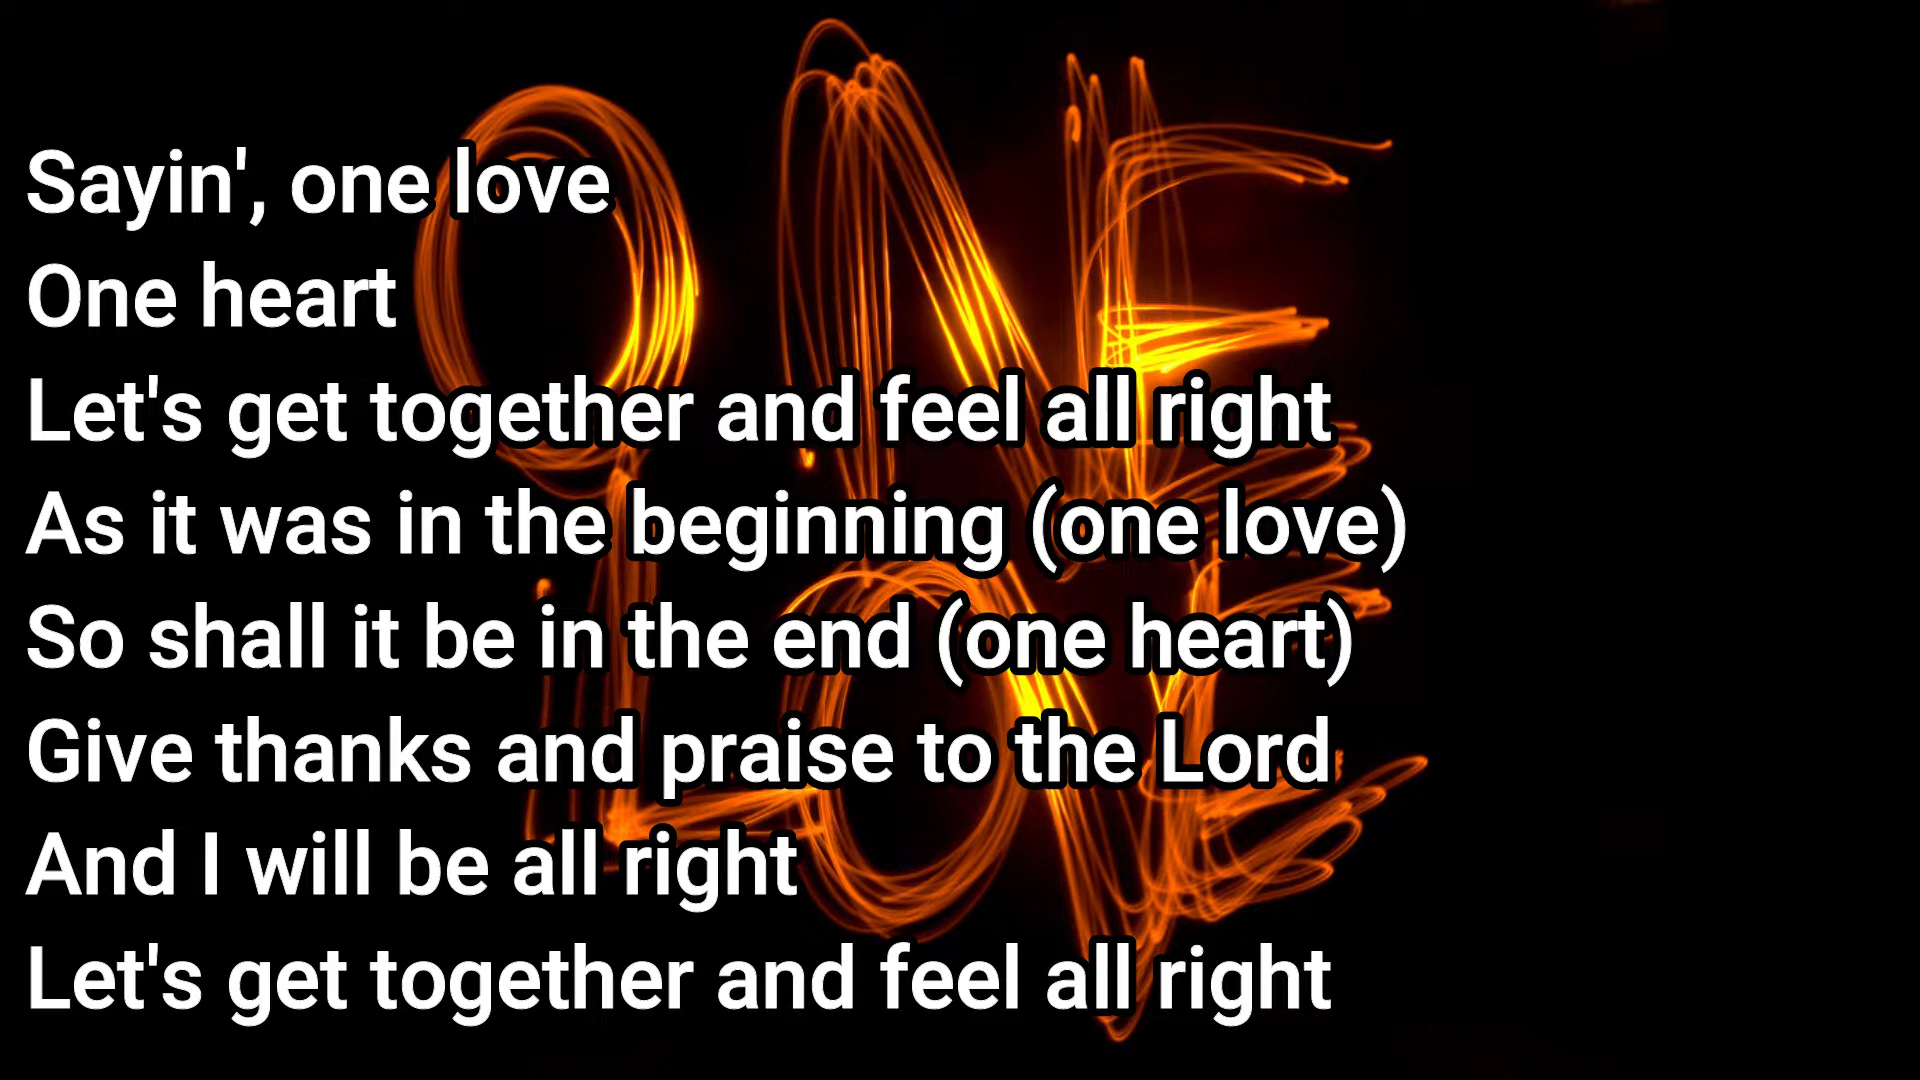 ONE
LOVE
Sayin', one love
One heart
Let's get together and feel all right
As it was in the beginning (one love)
So shall it be in the end (one heart)
Give thanks and praise to the Lord
And I will be all right
Let's get together and feel all right